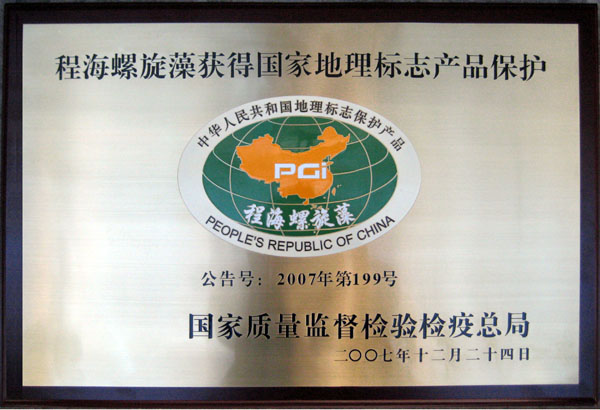 程海螺旋藻获得国家地理标志产品保护
中华人民共和国地理标志保护产品
PGi
程海螺旋藻
PEOPLE'S REPUBLIC OF CHINA
公告号：2007年第199号
国家质量监督检验检疫总局
二〇〇七年十二月二十四日